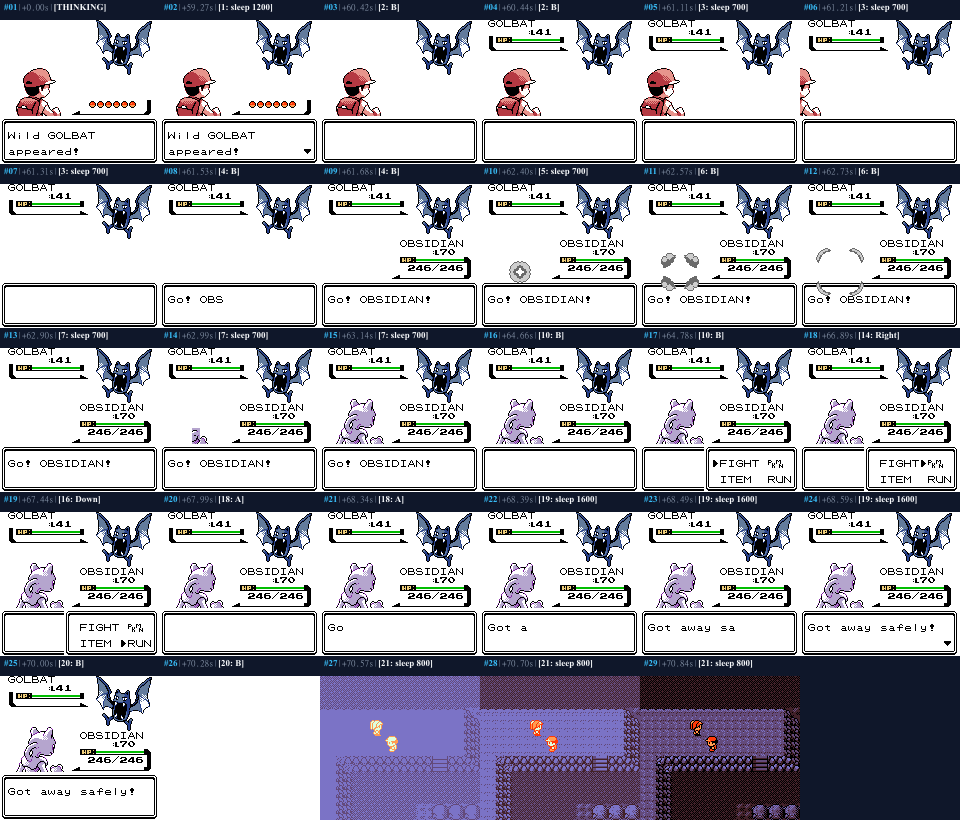 #01 | +0.00s | [THINKING]
Wild GOLBAT
appeared!
#02 | +59.27s | [1: sleep 1200]
Wild GOLBAT
appeared!
#03 | +60.42s | [2: B]
#04 | +60.44s | [2: B]
GOLBAT
:L41
HP:
#05 | +61.11s | [3: sleep 700]
GOLBAT
:L41
HP:
#06 | +61.21s | [3: sleep 700]
GOLBAT
:L41
HP:
#07 | +61.31s | [3: sleep 700]
GOLBAT
:L41
HP:
#08 | +61.53s | [4: B]
GOLBAT
:L41
HP:
Go! OBS
#09 | +61.68s | [4: B]
GOLBAT
:L41
HP:
OBSIDIAN
:L70
HP:
246/246
Go! OBSIDIAN!
#10 | +62.40s | [5: sleep 700]
GOLBAT
:L41
HP:
OBSIDIAN
:L70
HP:
246/246
Go! OBSIDIAN!
#11 | +62.57s | [6: B]
GOLBAT
:L41
HP:
OBSIDIAN
:L70
HP:
246/246
Go! OBSIDIAN!
#12 | +62.73s | [6: B]
GOLBAT
:L41
HP:
OBSIDIAN
:L70
HP:
246/246
Go! OBSIDIAN!
#13 | +62.90s | [7: sleep 700]
GOLBAT
:L41
HP:
OBSIDIAN
:L70
HP:
246/246
Go! OBSIDIAN!
#14 | +62.99s | [7: sleep 700]
GOLBAT
:L41
HP:
OBSIDIAN
:L70
HP:
246/246
Go! OBSIDIAN!
#15 | +63.14s | [7: sleep 700]
GOLBAT
:L41
HP:
OBSIDIAN
:L70
HP:
246/246
Go! OBSIDIAN!
#16 | +64.66s | [10: B]
GOLBAT
:L41
HP:
OBSIDIAN
:L70
HP:
246/246
#17 | +64.78s | [10: B]
GOLBAT
:L41
HP:
OBSIDIAN
:L70
HP:
246/246
▶FIGHT PKMN
ITEM RUN
#18 | +66.89s | [14: Right]
GOLBAT
:L41
HP:
OBSIDIAN
:L70
HP:
246/246
FIGHT▶PKMN
ITEM RUN
#19 | +67.44s | [16: Down]
GOLBAT
:L41
HP:
OBSIDIAN
:L70
HP:
246/246
FIGHT PKMN
ITEM ▶RUN
#20 | +67.99s | [18: A]
GOLBAT
:L41
HP:
OBSIDIAN
:L70
HP:
246/246
#21 | +68.34s | [18: A]
GOLBAT
:L41
HP:
OBSIDIAN
:L70
HP:
246/246
Go
#22 | +68.39s | [19: sleep 1600]
GOLBAT
:L41
HP:
OBSIDIAN
:L70
HP:
246/246
Got a
#23 | +68.49s | [19: sleep 1600]
GOLBAT
:L41
HP:
OBSIDIAN
:L70
HP:
246/246
Got away sa
#24 | +68.59s | [19: sleep 1600]
GOLBAT
:L41
HP:
OBSIDIAN
:L70
HP:
246/246
Got away safely!
#25 | +70.00s | [20: B]
GOLBAT
:L41
HP:
OBSIDIAN
:L70
HP:
246/246
Got away safely!
#26 | +70.28s | [20: B]
#27 | +70.57s | [21: sleep 800]
#28 | +70.70s | [21: sleep 800]
#29 | +70.84s | [21: sleep 800]